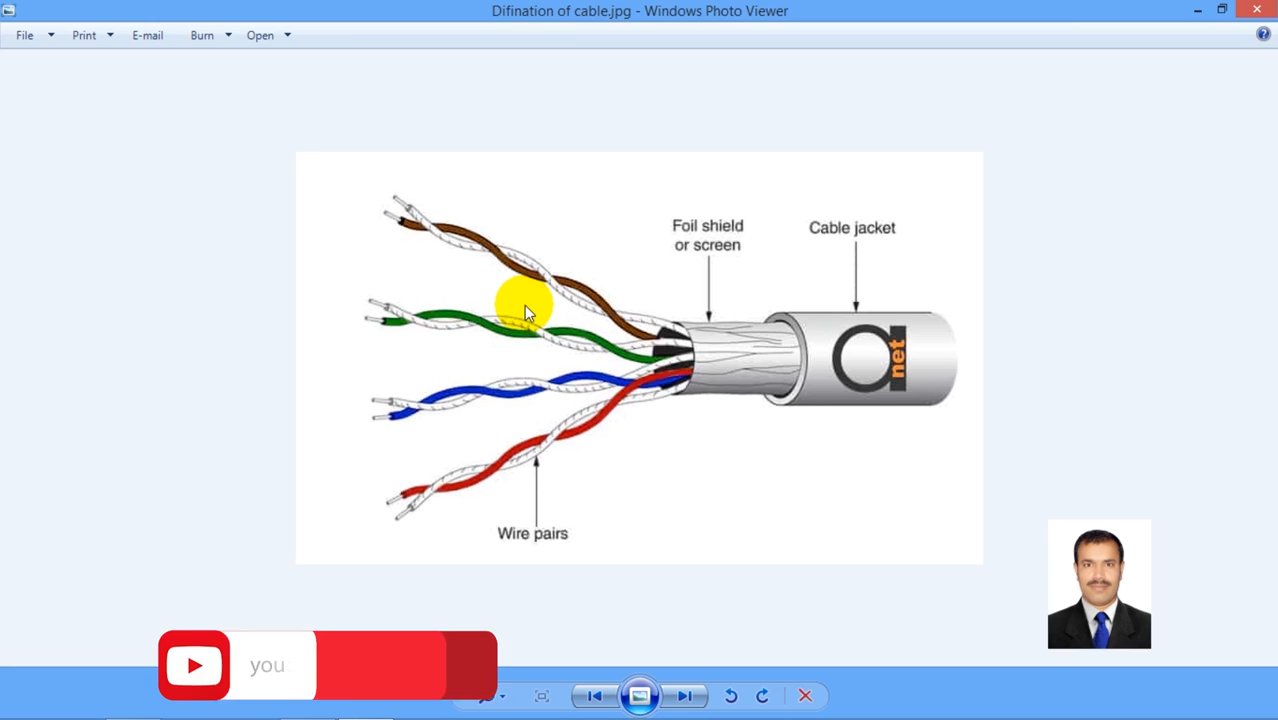 Difination of cable.jpg - Windows Photo Viewer
File Print E-mail Burn Open
Foil shield
or screen
Cable jacket
a net
Wire pairs
you